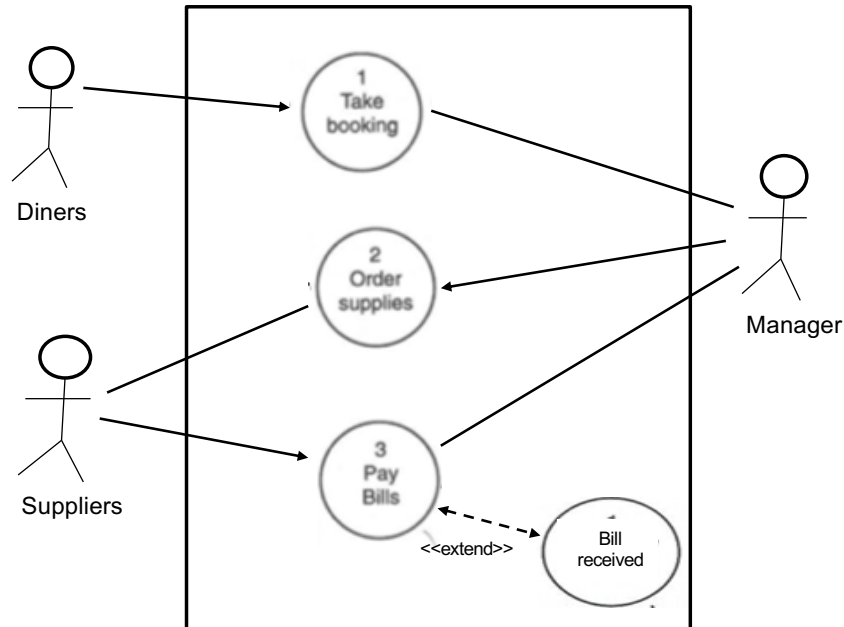 1
Take
booking
Diners
2
Order
supplies
Manager
3
Pay
Bills
Suppliers
<<extend>>
Bill
received